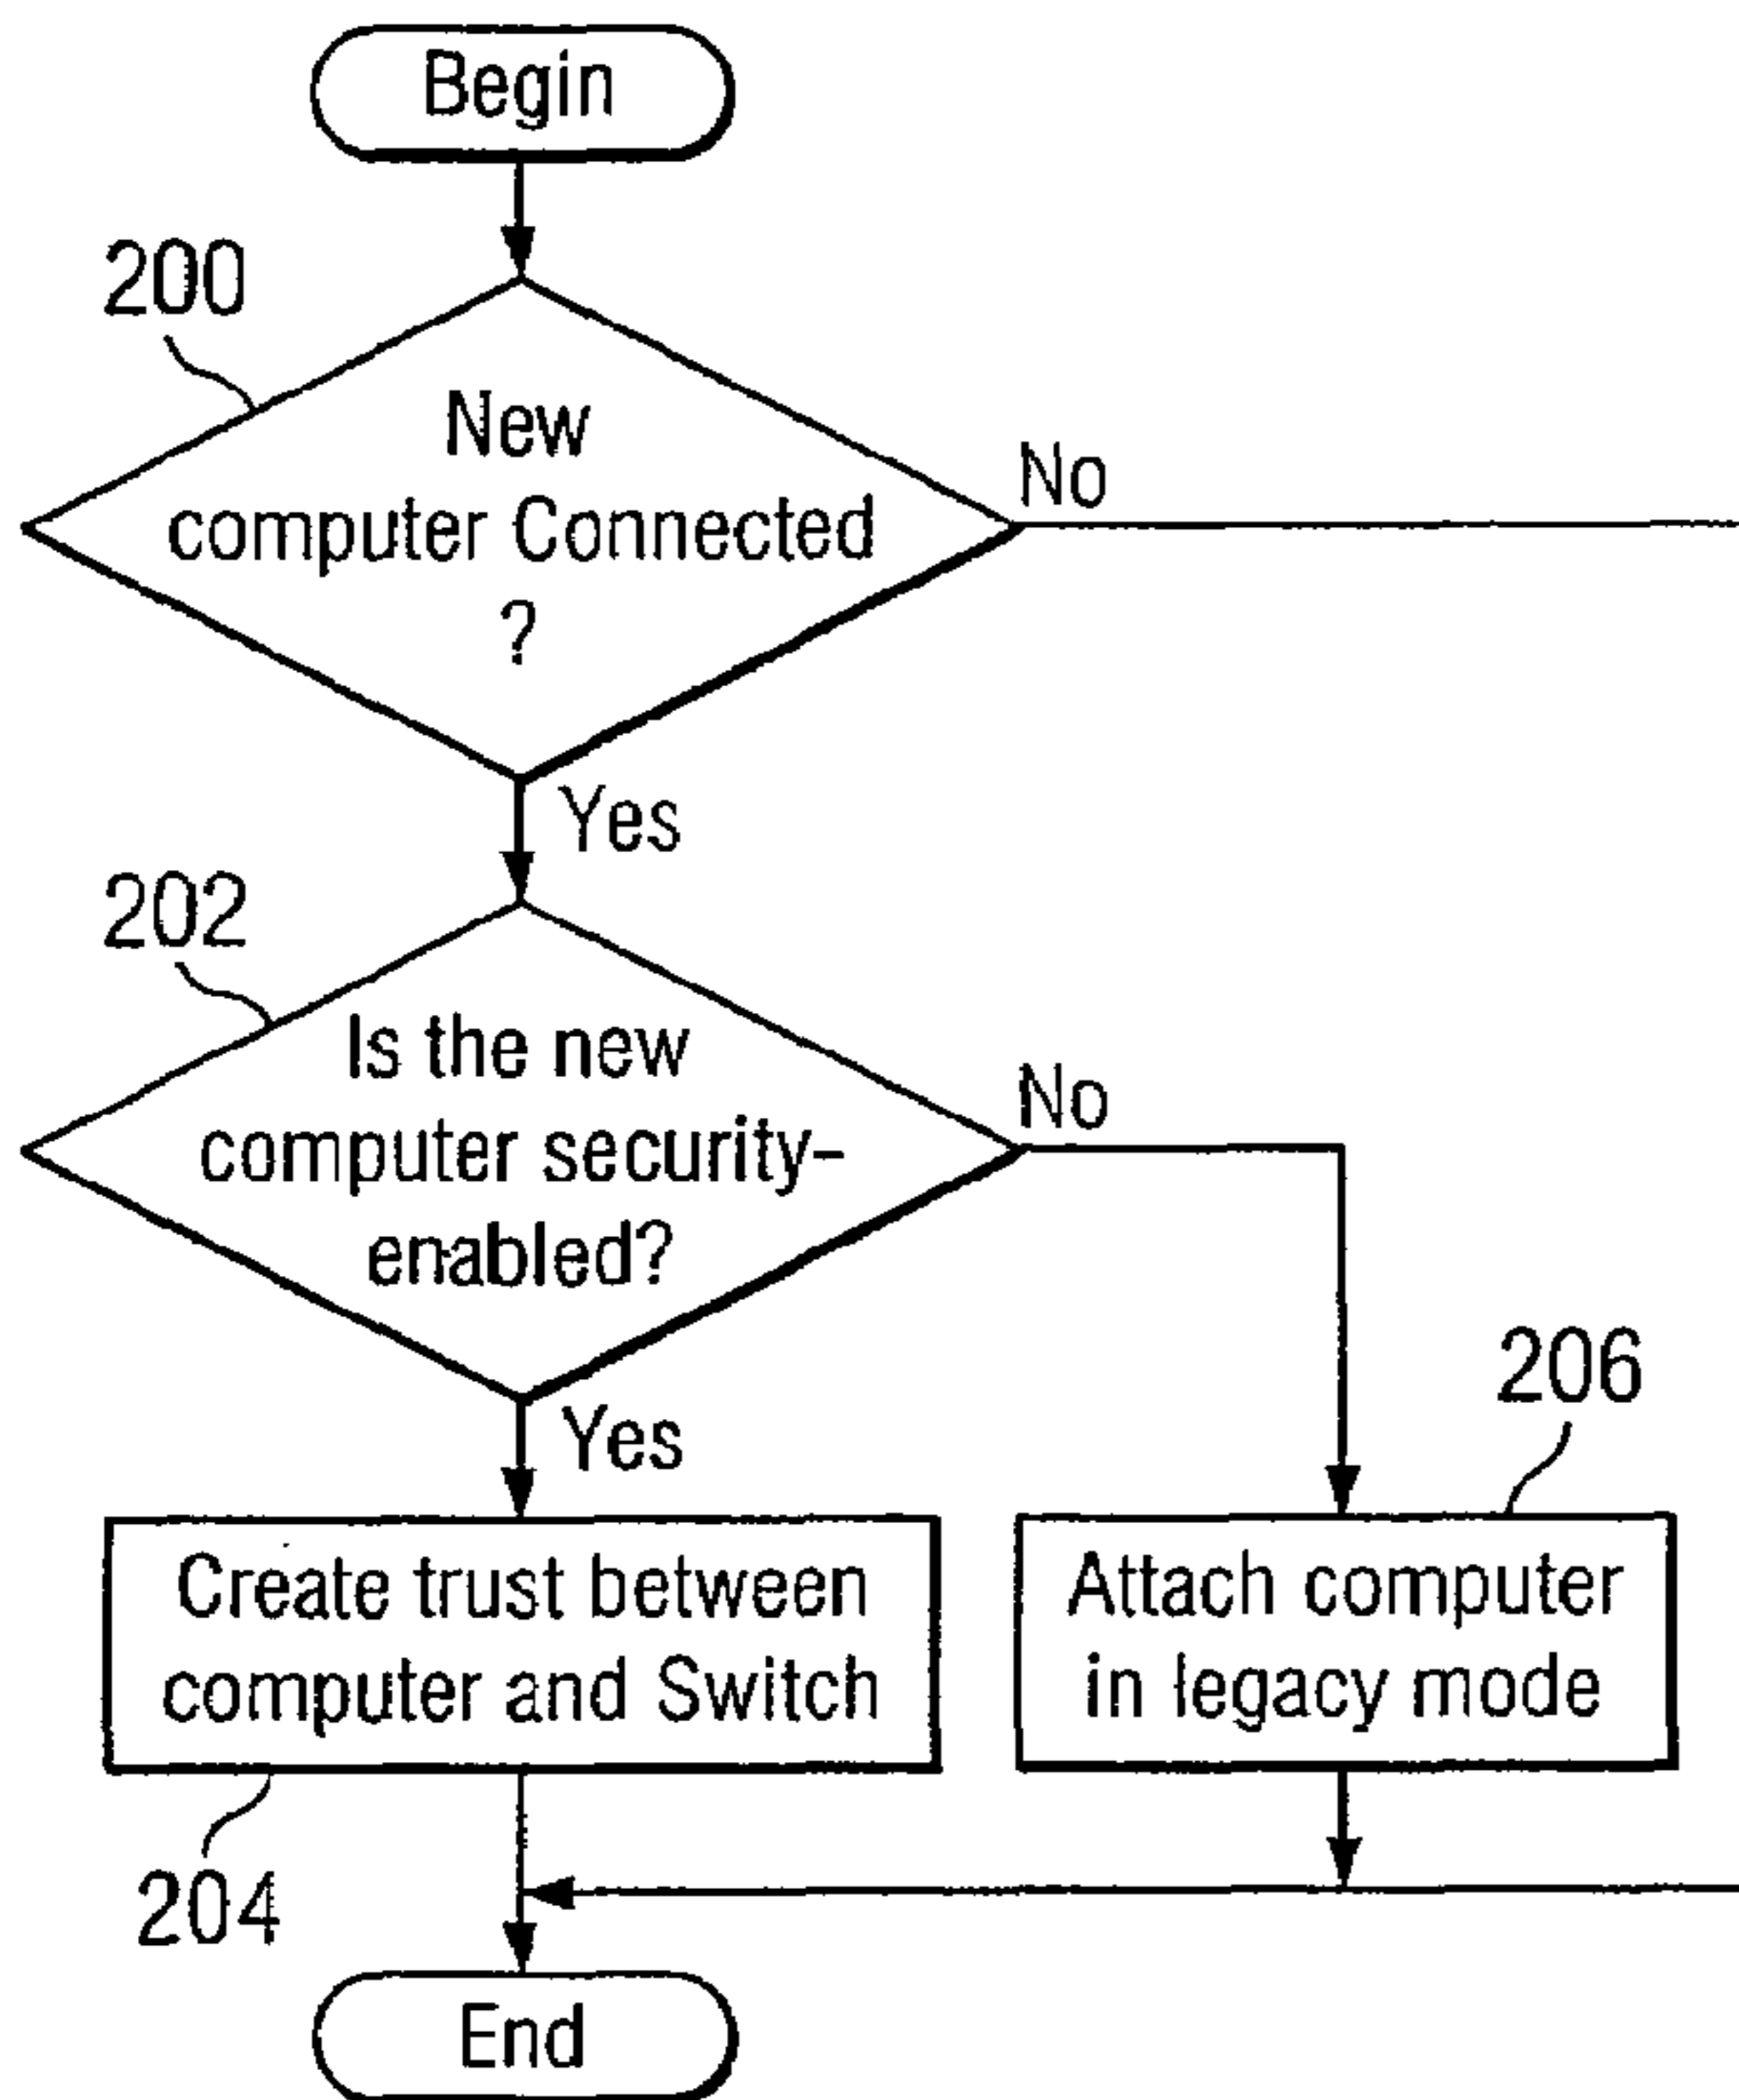 Begin
200
New
computer Connected
?
No
Yes
202
Is the new
computer security-
enabled?
No
Yes
206
Create trust between
computer and Switch
Attach computer
in legacy mode
204
End